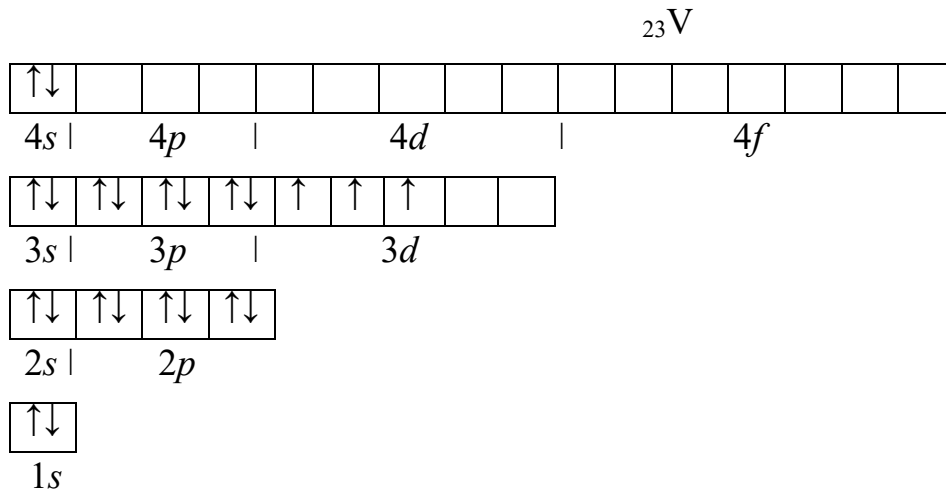 ₂₃V
↑↓
4s | 4p | 4d | 4f
↑↓ ↑↓ ↑↓ ↑↓ ↑ ↑ ↑
3s | 3p | 3d
↑↓ ↑↓ ↑↓ ↑↓
2s | 2p
↑↓
1s